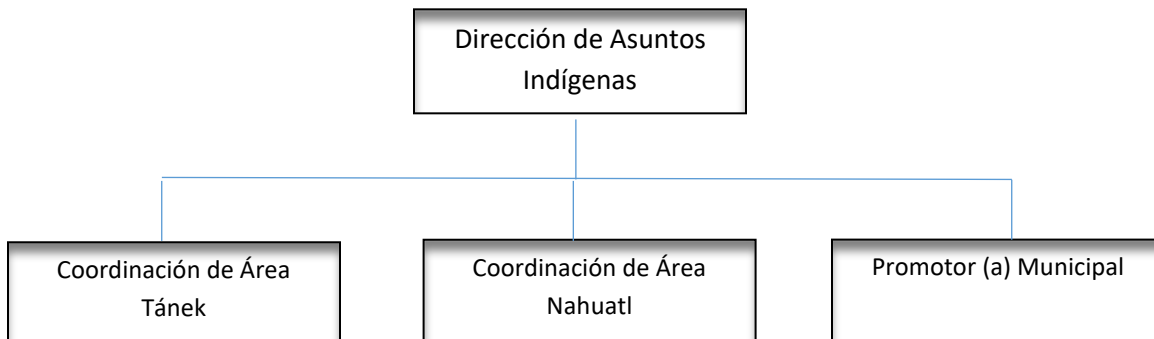 Dirección de Asuntos
Indígenas
Coordinación de Área
Tánek
Coordinación de Área
Nahuatl
Promotor (a) Municipal